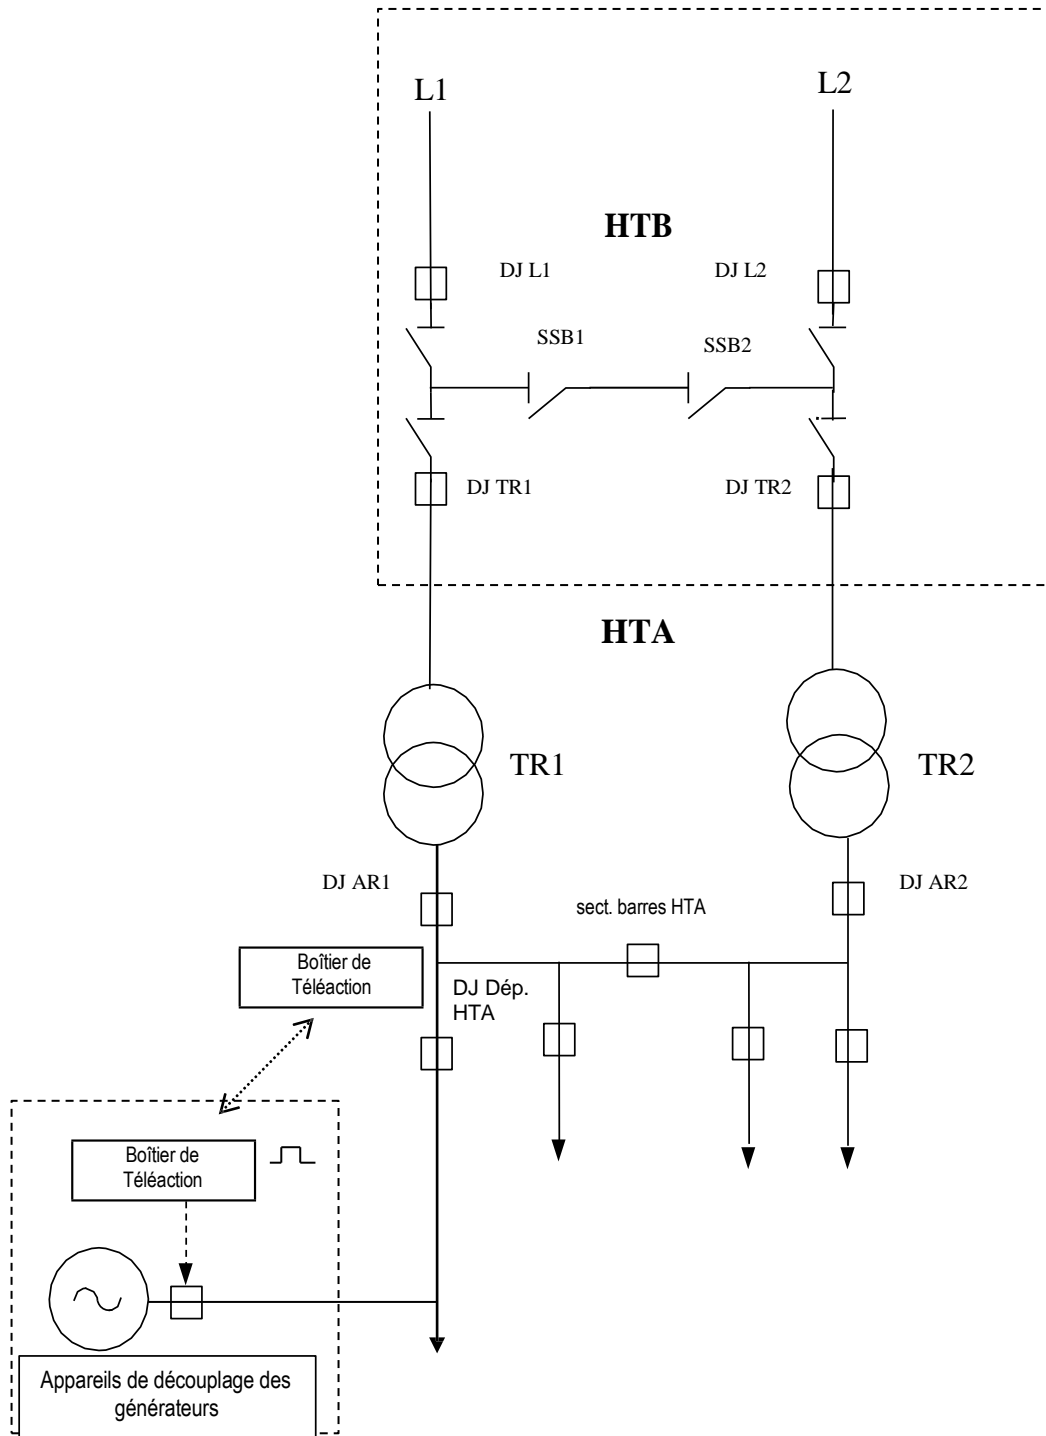 L1
L2
HTB
DJ L1
DJ L2
SSB1
SSB2
DJ TR1
DJ TR2
HTA
TR1
TR2
DJ AR1
DJ AR2
sect. barres HTA
Boîtier de
Téléaction
DJ Dép.
HTA
Boîtier de
Téléaction
Appareils de découplage des
générateurs